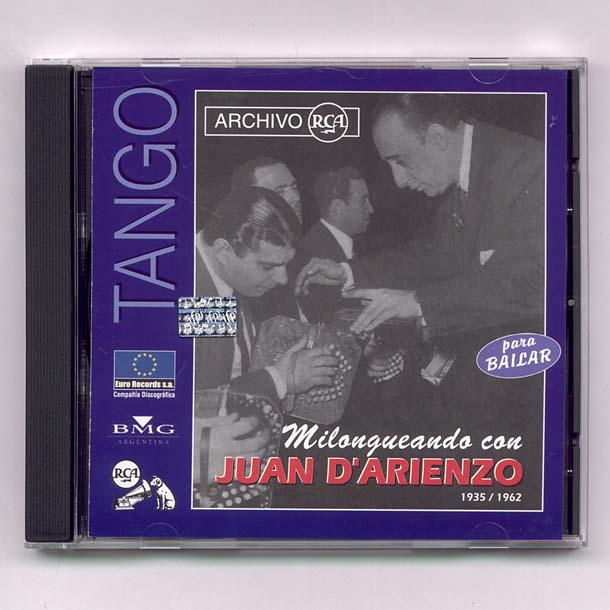 TANGO
ARCHIVO RCA
para
BAILAR
Euro Records s.a.
Compañía Discográfica
BMG
ARGENTINA
RCA
Milongueando con
JUAN D'ARIENZO
1935 / 1962